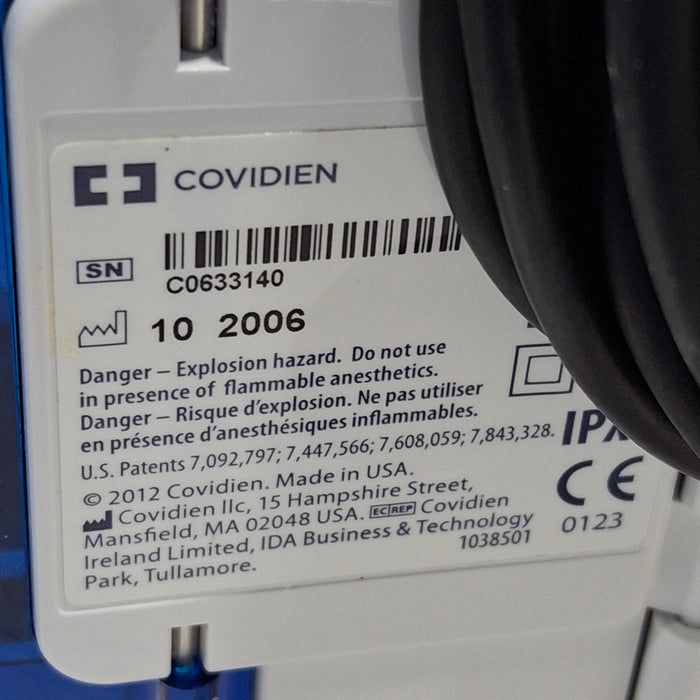 COVIDIEN
SN
C0633140
10 2006
Danger – Explosion hazard. Do not use
in presence of flammable anesthetics.
Danger – Risque d'explosion. Ne pas utiliser
en présence d'anesthésiques inflammables.
U.S. Patents 7,092,797; 7,447,566; 7,608,059; 7,843,328.
© 2012 Covidien. Made in USA.
Covidien llc, 15 Hampshire Street,
Mansfield, MA 02048 USA. EC REP Covidien
Ireland Limited, IDA Business & Technology
Park, Tullamore.
1038501
IPX
CE
0123